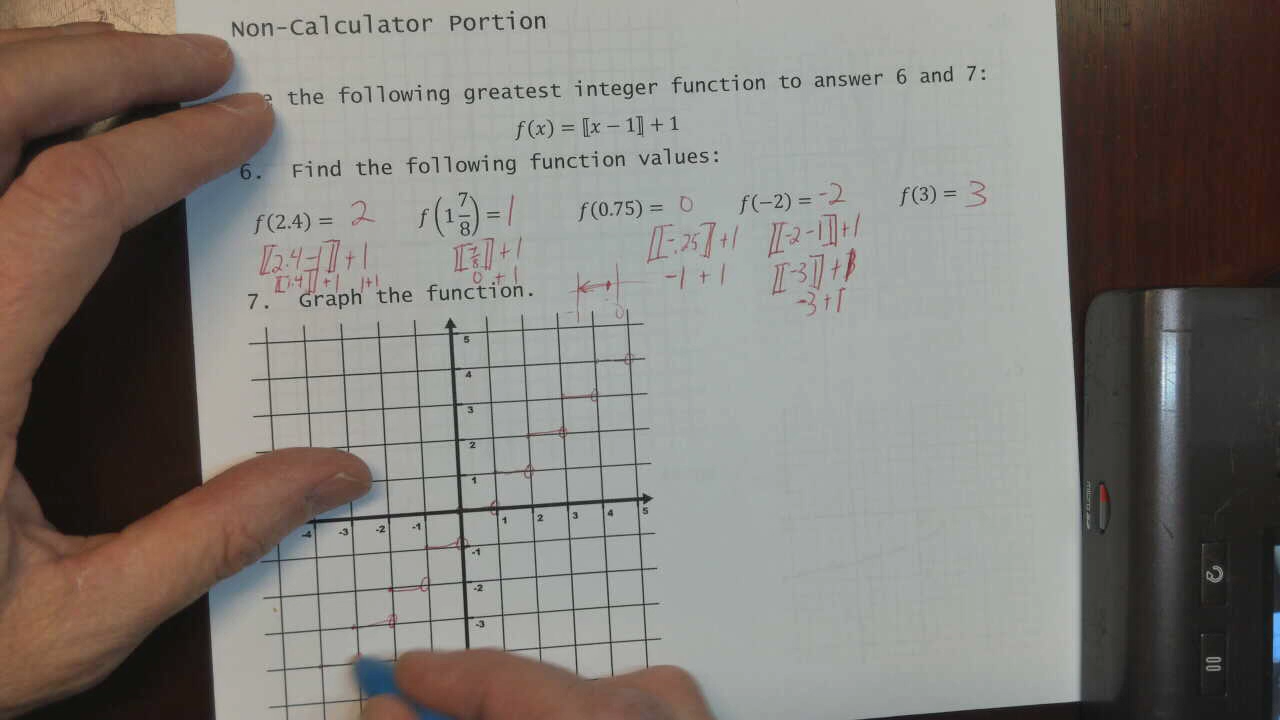 Non-Calculator Portion
the following greatest integer function to answer 6 and 7:
f(x) = ⟦x − 1⟧ + 1
6. Find the following function values:
f(2.4) = 2 f(1 7/8) = 1 f(0.75) = 0 f(−2) = -2 f(3) = 3
⟦2.4-1⟧+1 ⟦7/8⟧+1 ⟦-.25⟧+1 ⟦-2-1⟧+1
⟦1.4⟧+1 1+1 0 + 1 -1 + 1 ⟦-3⟧+1
7. Graph the function. -3+1
-1 0
5
4
3
2
1
-4 -3 -2 -1 1 2 3 4 5
-1
-2
-3